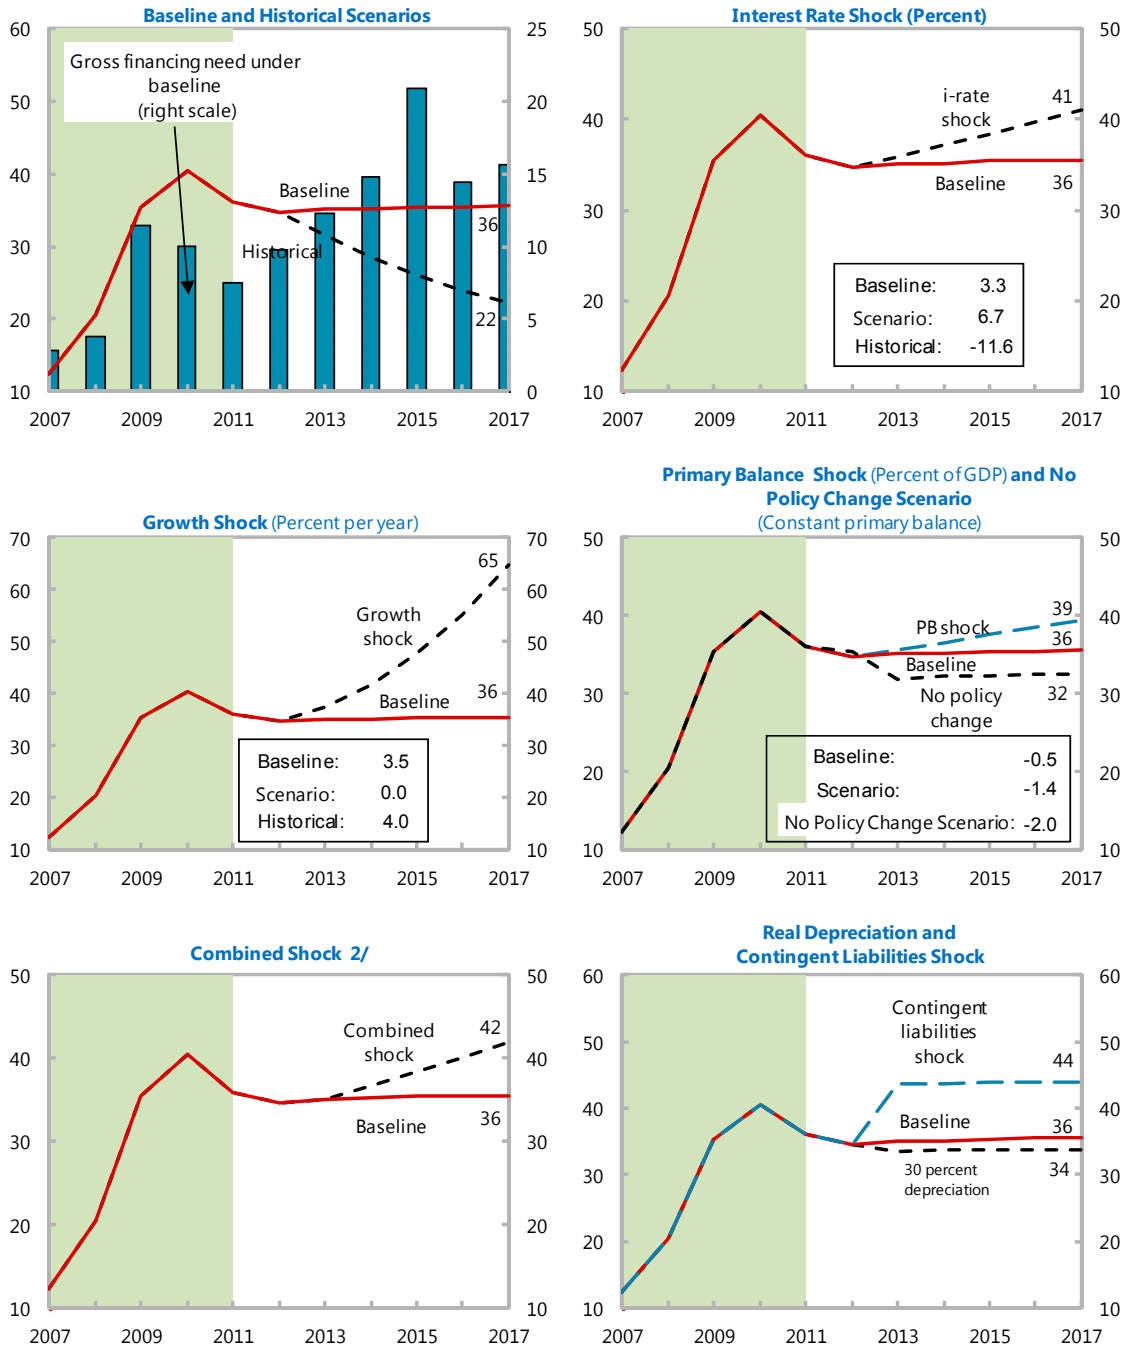 Baseline and Historical Scenarios
60
50
40
30
20
10
25
20
15
10
5
0
Gross financing need under
baseline
(right scale)
Baseline
Historical
36
22
2007 2009 2011 2013 2015 2017
Interest Rate Shock (Percent)
50
40
30
20
10
50
40
30
20
10
i-rate
shock
41
Baseline
36
Baseline: 3.3
Scenario: 6.7
Historical: -11.6
2007 2009 2011 2013 2015 2017
Growth Shock (Percent per year)
70
60
50
40
30
20
10
70
60
50
40
30
20
10
65
Growth
shock
Baseline
36
Baseline: 3.5
Scenario: 0.0
Historical: 4.0
2007 2009 2011 2013 2015 2017
Primary Balance Shock (Percent of GDP) and No
Policy Change Scenario
(Constant primary balance)
50
40
30
20
10
50
40
30
20
10
PB shock
39
36
Baseline
No policy
change
32
Baseline: -0.5
Scenario: -1.4
No Policy Change Scenario: -2.0
2007 2009 2011 2013 2015 2017
Combined Shock 2/
50
40
30
20
10
50
40
30
20
10
Combined
shock
42
Baseline
36
2007 2009 2011 2013 2015 2017
Real Depreciation and
Contingent Liabilities Shock
60
50
40
30
20
10
60
50
40
30
20
10
Contingent
liabilities
shock
44
Baseline
36
30 percent
depreciation
34
2007 2009 2011 2013 2015 2017